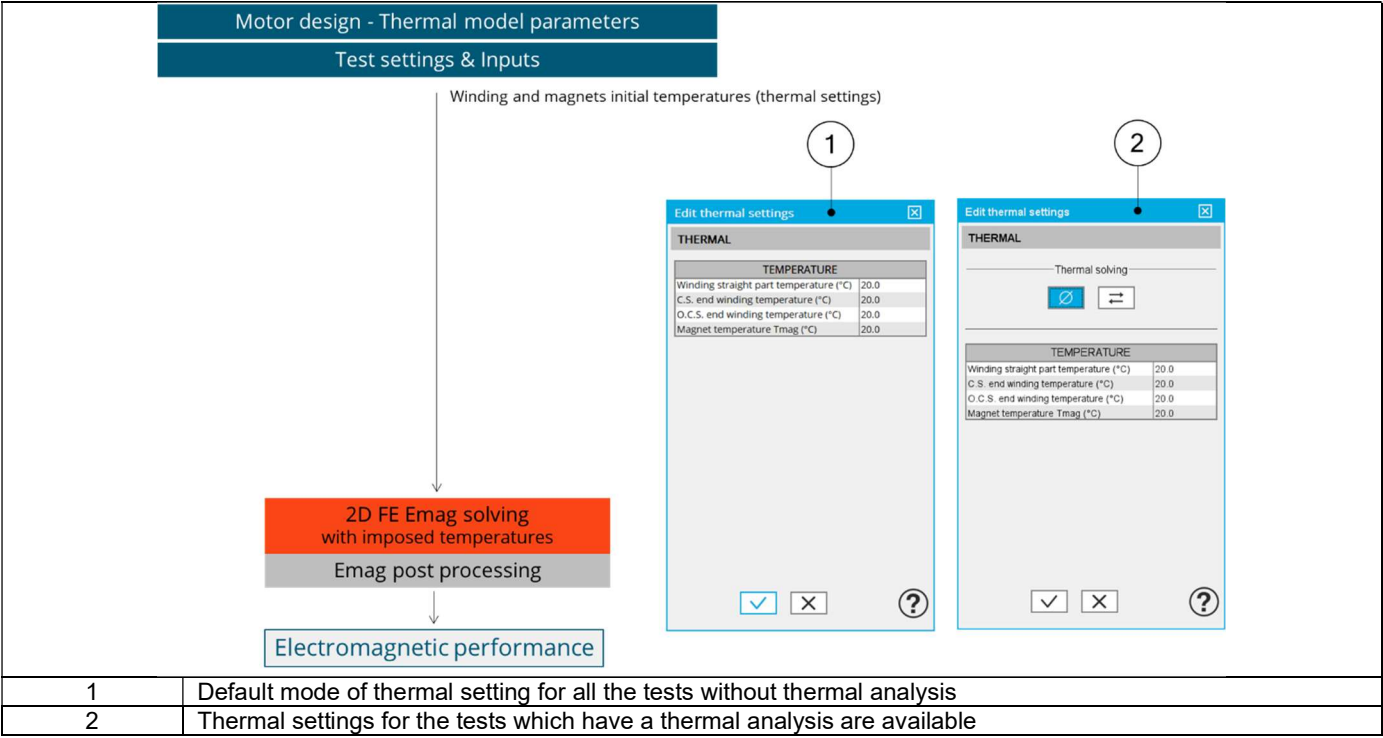 Motor design - Thermal model parameters
Test settings & Inputs
Winding and magnets initial temperatures (thermal settings)
1
2
Edit thermal settings
THERMAL
TEMPERATURE
Winding straight part temperature (°C) 20.0
C.S. end winding temperature (°C) 20.0
O.C.S. end winding temperature (°C) 20.0
Magnet temperature Tmag (°C) 20.0
?
Edit thermal settings
THERMAL
Thermal solving
TEMPERATURE
Winding straight part temperature (°C) 20.0
C.S. end winding temperature (°C) 20.0
O.C.S. end winding temperature (°C) 20.0
Magnet temperature Tmag (°C) 20.0
?
2D FE Emag solving
with imposed temperatures
Emag post processing
Electromagnetic performance
1 Default mode of thermal setting for all the tests without thermal analysis
2 Thermal settings for the tests which have a thermal analysis are available